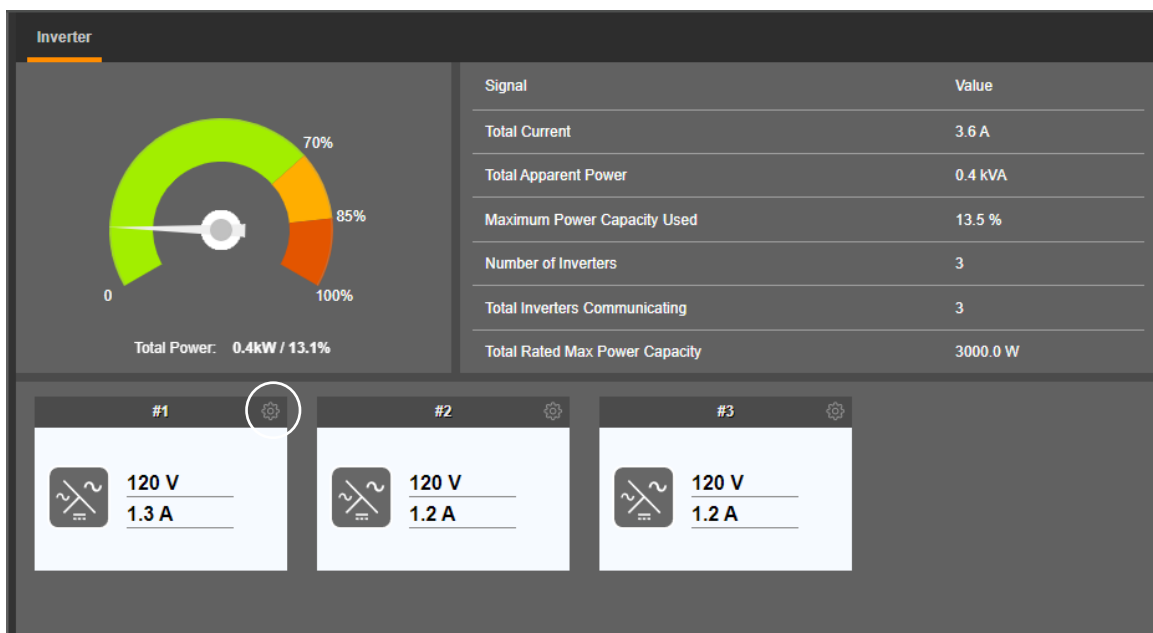 Inverter
70%
85%
0
100%
Total Power: 0.4kW / 13.1%
Signal Value
Total Current 3.6 A
Total Apparent Power 0.4 kVA
Maximum Power Capacity Used 13.5 %
Number of Inverters 3
Total Inverters Communicating 3
Total Rated Max Power Capacity 3000.0 W
#1
120 V
1.3 A
#2
120 V
1.2 A
#3
120 V
1.2 A